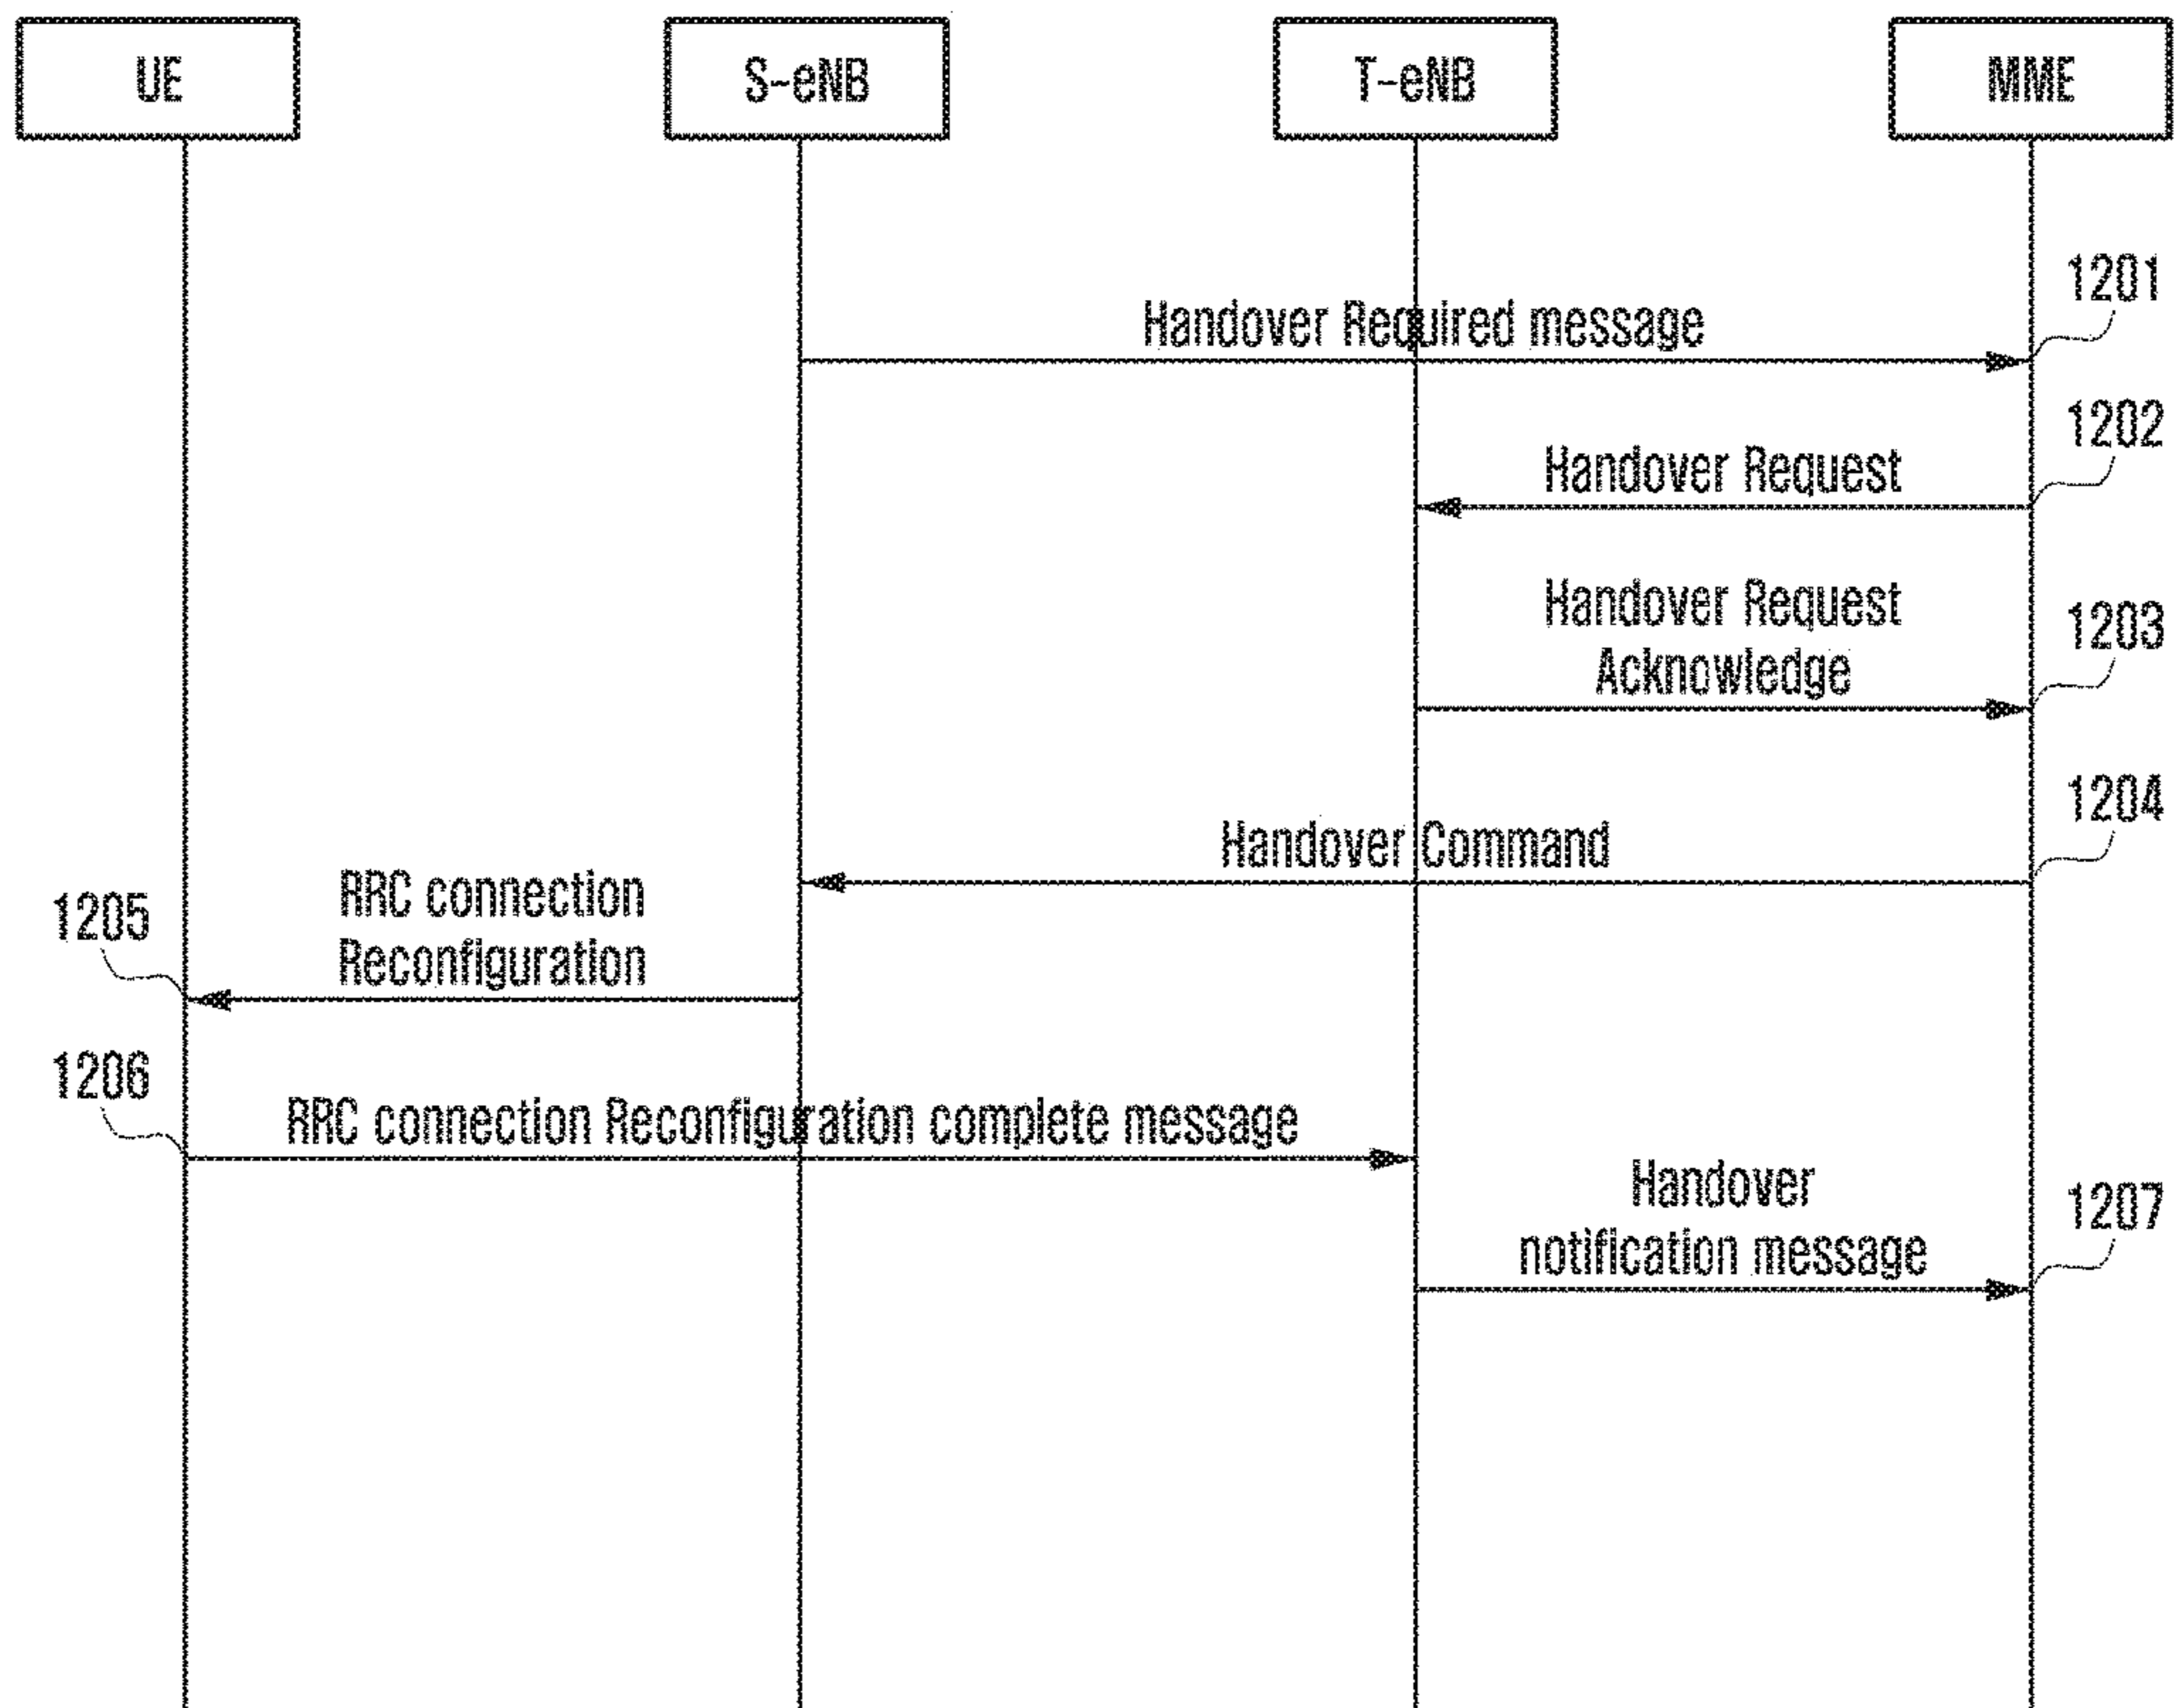 UE
S-eNB
T-eNB
MME
1201
Handover Required message
1202
Handover Request
Handover Request
Acknowledge
1203
1204
Handover Command
RRC connection
Reconfiguration
1205
1206
RRC connection Reconfiguration complete message
Handover
notification message
1207